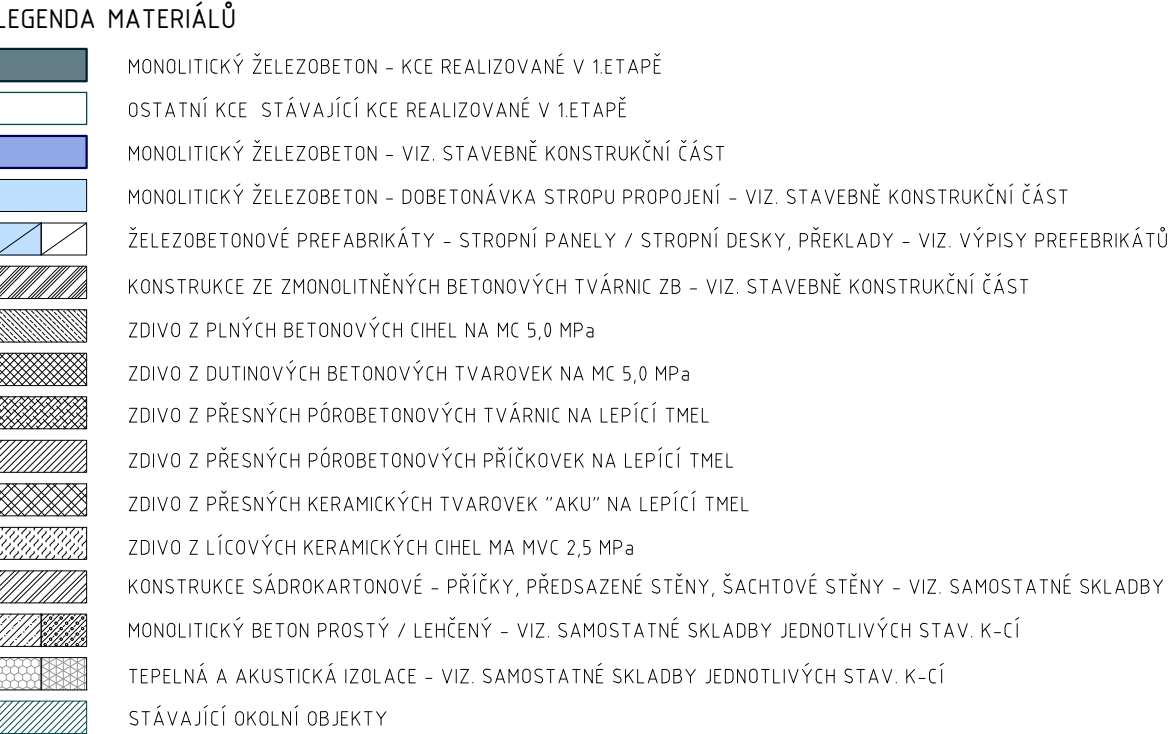 LEGENDA MATERIÁLŮ
MONOLITICKÝ ŽELEZOBETON - KCE REALIZOVANÉ V 1.ETAPĚ
OSTATNÍ KCE STÁVAJÍCÍ KCE REALIZOVANÉ V 1.ETAPĚ
MONOLITICKÝ ŽELEZOBETON - VIZ. STAVEBNĚ KONSTRUKČNÍ ČÁST
MONOLITICKÝ ŽELEZOBETON - DOBETONÁVKA STROPU PROPOJENÍ - VIZ. STAVEBNĚ KONSTRUKČNÍ ČÁST
ŽELEZOBETONOVÉ PREFABRIKÁTY - STROPNÍ PANELY / STROPNÍ DESKY, PŘEKLADY - VIZ. VÝPISY PREFEBRIKÁTŮ
KONSTRUKCE ZE ZMONOLITNĚNÝCH BETONOVÝCH TVÁRNIC ZB - VIZ. STAVEBNĚ KONSTRUKČNÍ ČÁST
ZDIVO Z PLNÝCH BETONOVÝCH CIHEL NA MC 5,0 MPa
ZDIVO Z DUTINOVÝCH BETONOVÝCH TVAROVEK NA MC 5,0 MPa
ZDIVO Z PŘESNÝCH PÓROBETONOVÝCH TVÁRNIC NA LEPÍCÍ TMEL
ZDIVO Z PŘESNÝCH PÓROBETONOVÝCH PŘÍČKOVEK NA LEPÍCÍ TMEL
ZDIVO Z PŘESNÝCH KERAMICKÝCH TVAROVEK "AKU" NA LEPÍCÍ TMEL
ZDIVO Z LÍCOVÝCH KERAMICKÝCH CIHEL MA MVC 2,5 MPa
KONSTRUKCE SÁDROKARTONOVÉ - PŘÍČKY, PŘEDSAZENÉ STĚNY, ŠACHTOVÉ STĚNY - VIZ. SAMOSTATNÉ SKLADBY
MONOLITICKÝ BETON PROSTÝ / LEHČENÝ - VIZ. SAMOSTATNÉ SKLADBY JEDNOTLIVÝCH STAV. K-CÍ
TEPELNÁ A AKUSTICKÁ IZOLACE - VIZ. SAMOSTATNÉ SKLADBY JEDNOTLIVÝCH STAV. K-CÍ
STÁVAJÍCÍ OKOLNÍ OBJEKTY